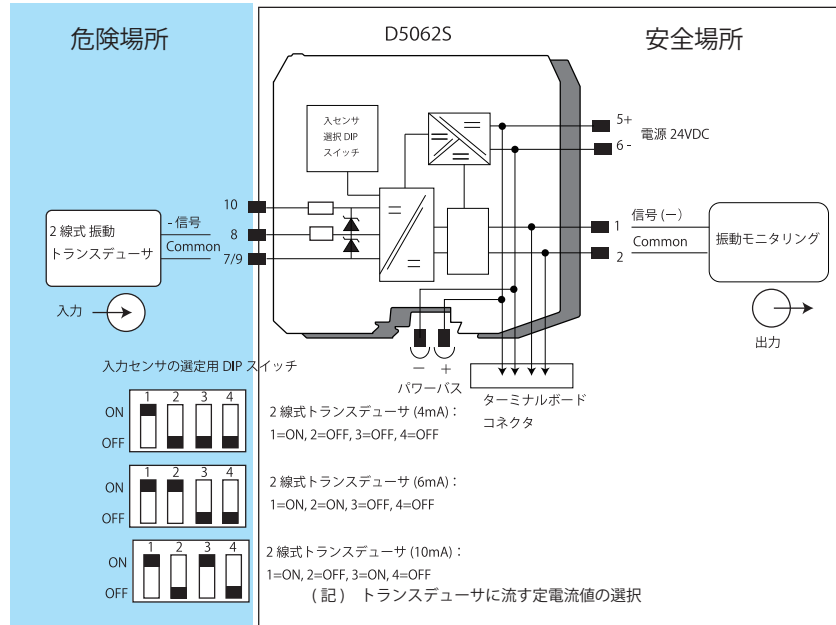 危険場所
D5062S
安全場所
入センサ
選択 DIP
スイッチ
5+
6 -
電源 24VDC
10
8
7/9
2 線式 振動
トランスデューサ
- 信号
Common
1
2
信号 (ー)
Common
振動モニタリング
入力
出力
ー
+
パワーバス
ターミナルボード
コネクタ
入力センサの選定用 DIP スイッチ
ON
OFF
1 2 3 4
2 線式トランスデューサ (4mA)：
1=ON, 2=OFF, 3=OFF, 4=OFF
ON
OFF
1 2 3 4
2 線式トランスデューサ (6mA)：
1=ON, 2=ON, 3=OFF, 4=OFF
ON
OFF
1 2 3 4
2 線式トランスデューサ (10mA)：
1=ON, 2=OFF, 3=ON, 4=OFF
( 記 ) トランスデューサに流す定電流値の選択